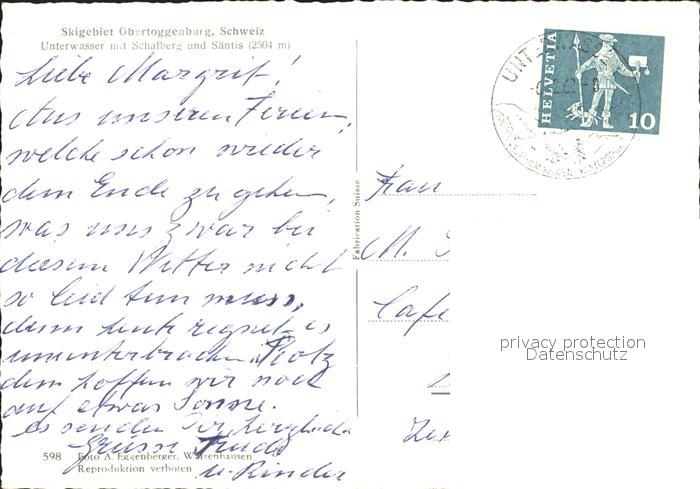 Skigebiet Obertoggenburg, Schweiz
Unterwasser mit Schafberg und Säntis (2504 m)
Liebe Margrit!
Aus unseren Ferien,
welche schon wieder
dem Ende zu gehen,
was uns zwar bei
diesem Wetter nicht
so leid tun muss,
denn heute regnet es
ununterbrochen. Trotz
dem hoffen wir noch
auf etwas Sonne.
Es senden Dir herzliche
Grüsse Trudi
u. Kinder
598 Foto A. Eggenberger, Walzenhausen
Reproduktion verboten
Fabrication Suisse
HELVETIA
10
Frau
M.
Cafe
privacy protection
Datenschutz